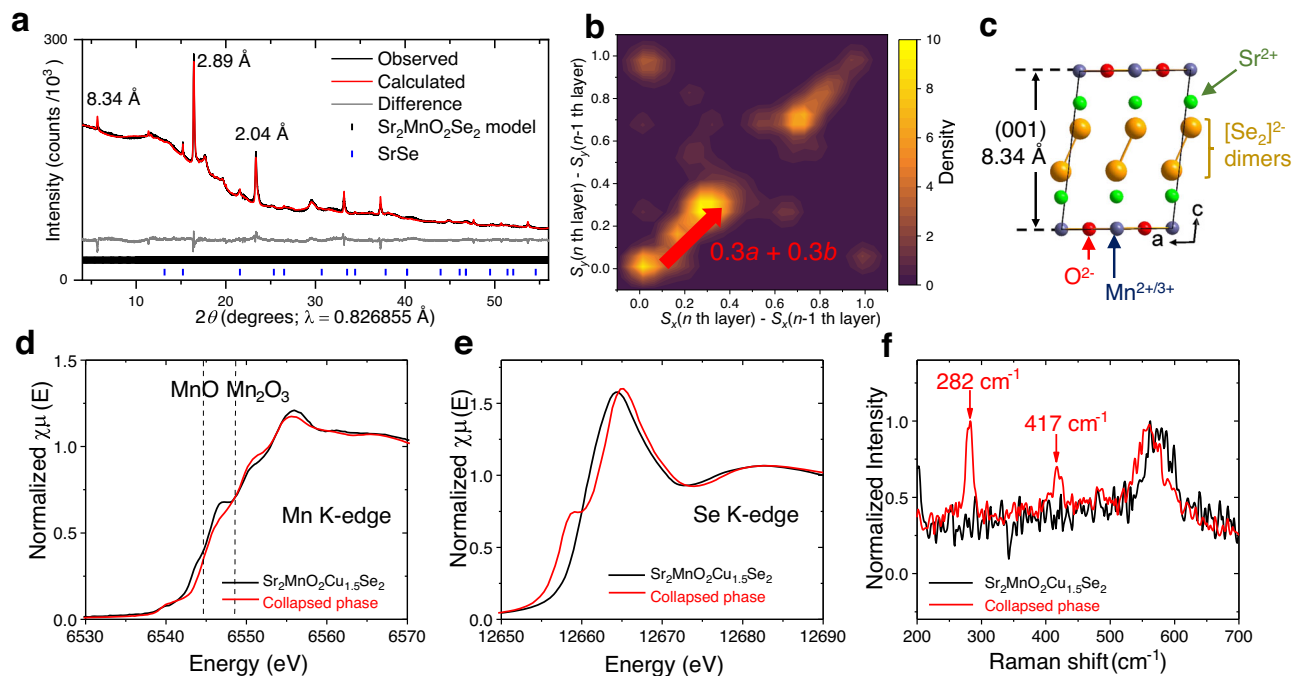 a
300
Intensity (counts /10³)
0
8.34 Å
2.89 Å
2.04 Å
Observed
Calculated
Difference
Sr₂MnO₂Se₂ model
SrSe
10 20 30 40 50
2θ (degrees; λ = 0.826855 Å)
b
1.0
0.8
0.6
0.4
0.2
0.0
S_y(n th layer) - S_y(n-1 th layer)
0.3a + 0.3b
0.0 0.2 0.4 0.6 0.8 1.0
S_x(n th layer) - S_x(n-1 th layer)
10
8
6
4
2
0
Density
c
Sr²⁺
(001)
8.34 Å
[Se₂]²⁻
dimers
c
a
O²⁻
Mn²⁺/³⁺
d
1.5
1.0
0.5
0.0
Normalized χμ (E)
MnO Mn₂O₃
Mn K-edge
Sr₂MnO₂Cu₁.₅Se₂
Collapsed phase
6530 6540 6550 6560 6570
Energy (eV)
e
1.5
1.0
0.5
0.0
Normalized χμ (E)
Se K-edge
Sr₂MnO₂Cu₁.₅Se₂
Collapsed phase
12650 12660 12670 12680 12690
Energy (eV)
f
1.0
0.5
0.0
Normalized Intensity
282 cm⁻¹
417 cm⁻¹
Sr₂MnO₂Cu₁.₅Se₂
Collapsed phase
200 300 400 500 600 700
Raman shift (cm⁻¹)